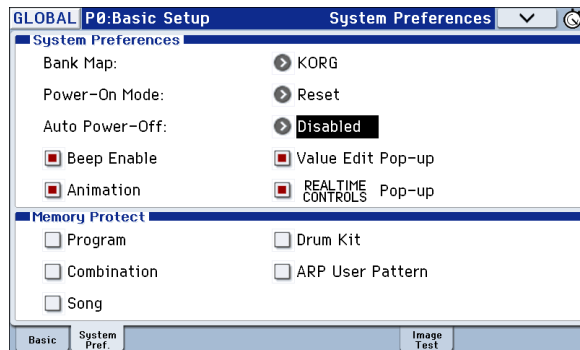 GLOBAL P0:Basic Setup System Preferences
System Preferences
Bank Map: KORG
Power-On Mode: Reset
Auto Power-Off: Disabled
Beep Enable Value Edit Pop-up
Animation REALTIME CONTROLS Pop-up
Memory Protect
Program Drum Kit
Combination ARP User Pattern
Song
Basic System Pref. Image Test